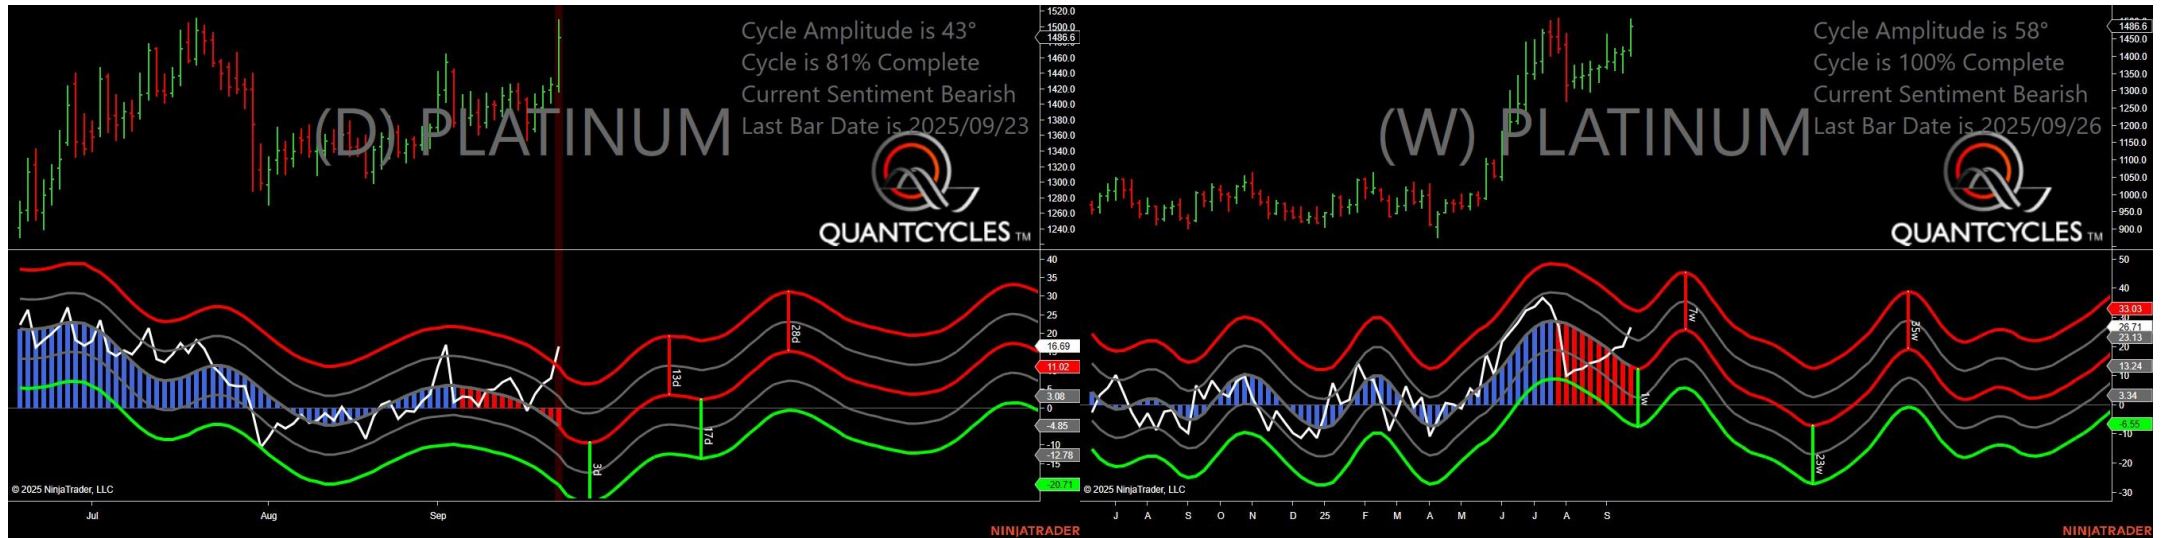 Cycle Amplitude is 43°
Cycle is 81% Complete
Current Sentiment Bearish
Last Bar Date is 2025/09/23
(D) PLATINUM
QUANTCYCLES TM
1520.0
1500.0
1486.6
1460.0
1440.0
1420.0
1400.0
1380.0
1360.0
1340.0
1320.0
1300.0
1280.0
1260.0
1240.0
40
35
30
25
20
16.69
11.02
5
3.08
0
-4.85
-10
-12.78
-15
-20.71
3d
13d
17d
28d
© 2025 NinjaTrader, LLC
Jul
Aug
Sep
NINJATRADER
Cycle Amplitude is 58°
Cycle is 100% Complete
Current Sentiment Bearish
Last Bar Date is 2025/09/26
(W) PLATINUM
QUANTCYCLES TM
1486.6
1450.0
1400.0
1350.0
1300.0
1250.0
1200.0
1150.0
1100.0
1050.0
1000.0
950.0
900.0
50
40
33.03
30
26.71
23.13
20
13.24
10
3.34
0
-6.55
-10
-20
-30
1w
7w
23w
35w
© 2025 NinjaTrader, LLC
J
A
S
O
N
D
25
F
M
A
M
J
J
A
S
NINJATRADER